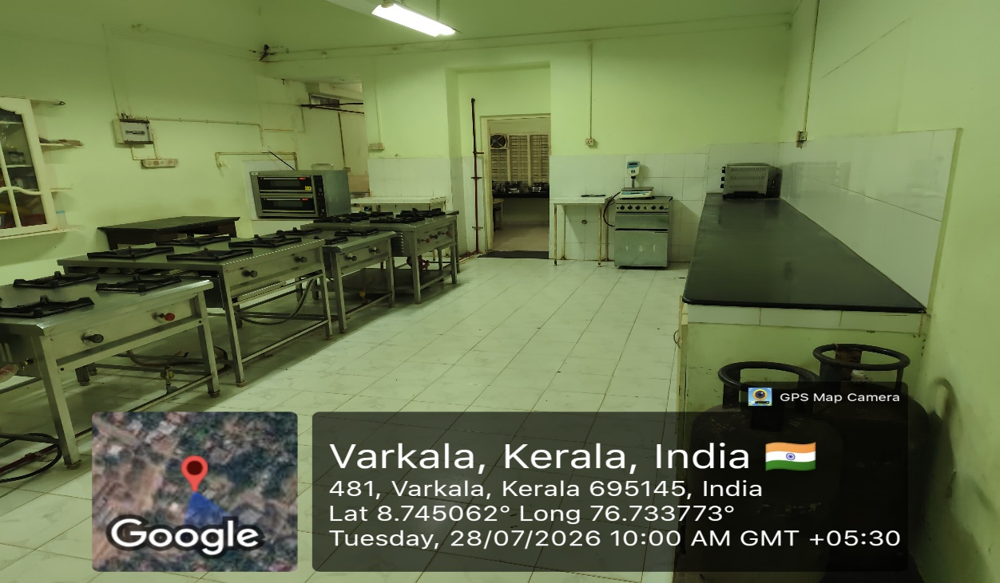 GPS Map Camera
Varkala, Kerala, India 🇮🇳
481, Varkala, Kerala 695145, India
Lat 8.745062° Long 76.733773°
Tuesday, 28/07/2026 10:00 AM GMT +05:30
Google